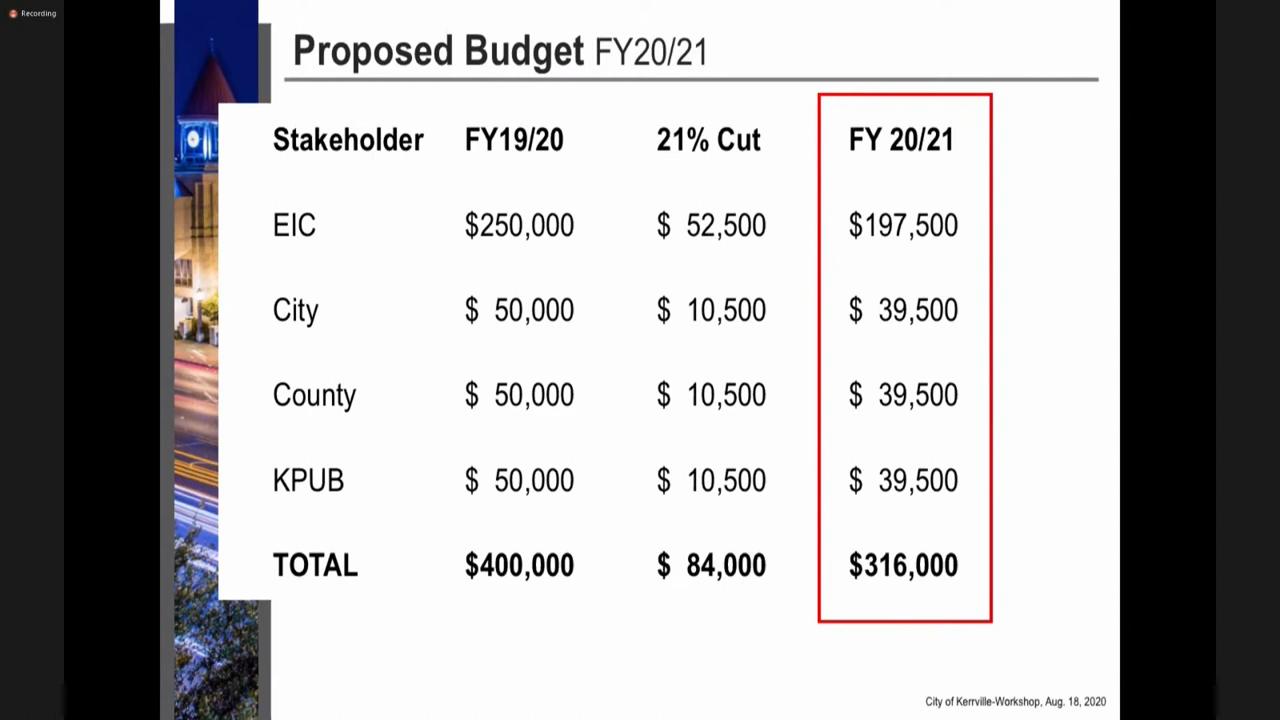 Recording
Proposed Budget FY20/21
Stakeholder FY19/20 21% Cut FY 20/21
EIC $250,000 $ 52,500 $197,500
City $ 50,000 $ 10,500 $ 39,500
County $ 50,000 $ 10,500 $ 39,500
KPUB $ 50,000 $ 10,500 $ 39,500
TOTAL $400,000 $ 84,000 $316,000
City of Kerrville-Workshop, Aug. 18, 2020